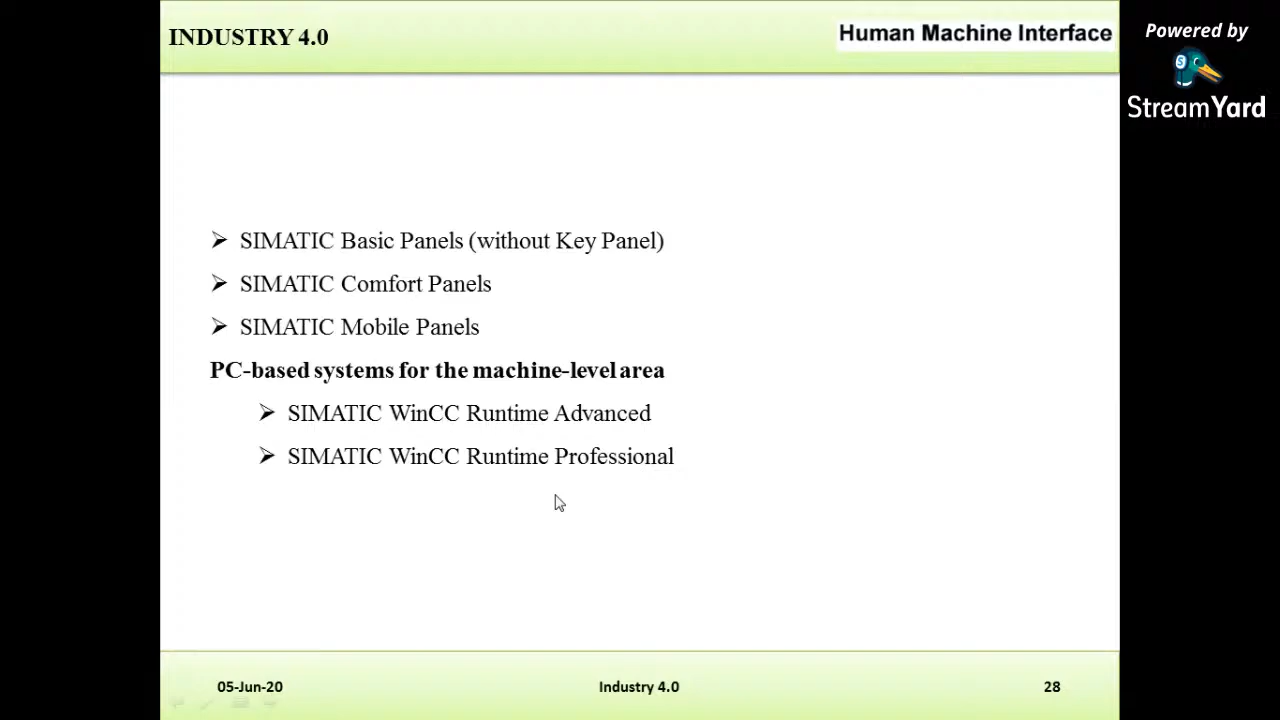 INDUSTRY 4.0
Human Machine Interface
Powered by
StreamYard
SIMATIC Basic Panels (without Key Panel)
SIMATIC Comfort Panels
SIMATIC Mobile Panels
PC-based systems for the machine-level area
SIMATIC WinCC Runtime Advanced
SIMATIC WinCC Runtime Professional
05-Jun-20
Industry 4.0
28